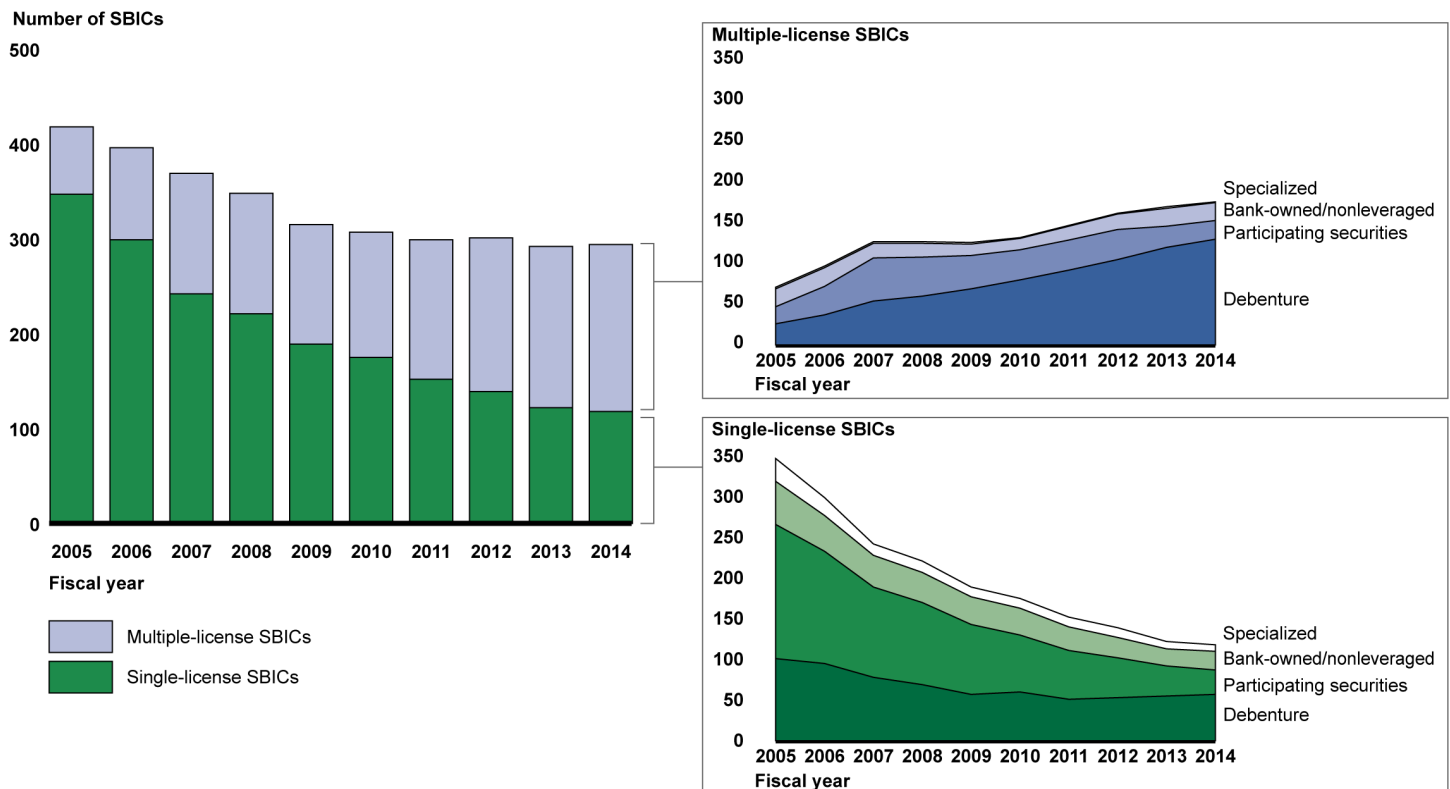 Number of SBICs
500
400
300
200
100
0
2005 2006 2007 2008 2009 2010 2011 2012 2013 2014
Fiscal year
Multiple-license SBICs
Single-license SBICs
Multiple-license SBICs
350
300
250
200
150
100
50
0
Specialized
Bank-owned/nonleveraged
Participating securities
Debenture
2005 2006 2007 2008 2009 2010 2011 2012 2013 2014
Fiscal year
Single-license SBICs
350
300
250
200
150
100
50
0
Specialized
Bank-owned/nonleveraged
Participating securities
Debenture
2005 2006 2007 2008 2009 2010 2011 2012 2013 2014
Fiscal year